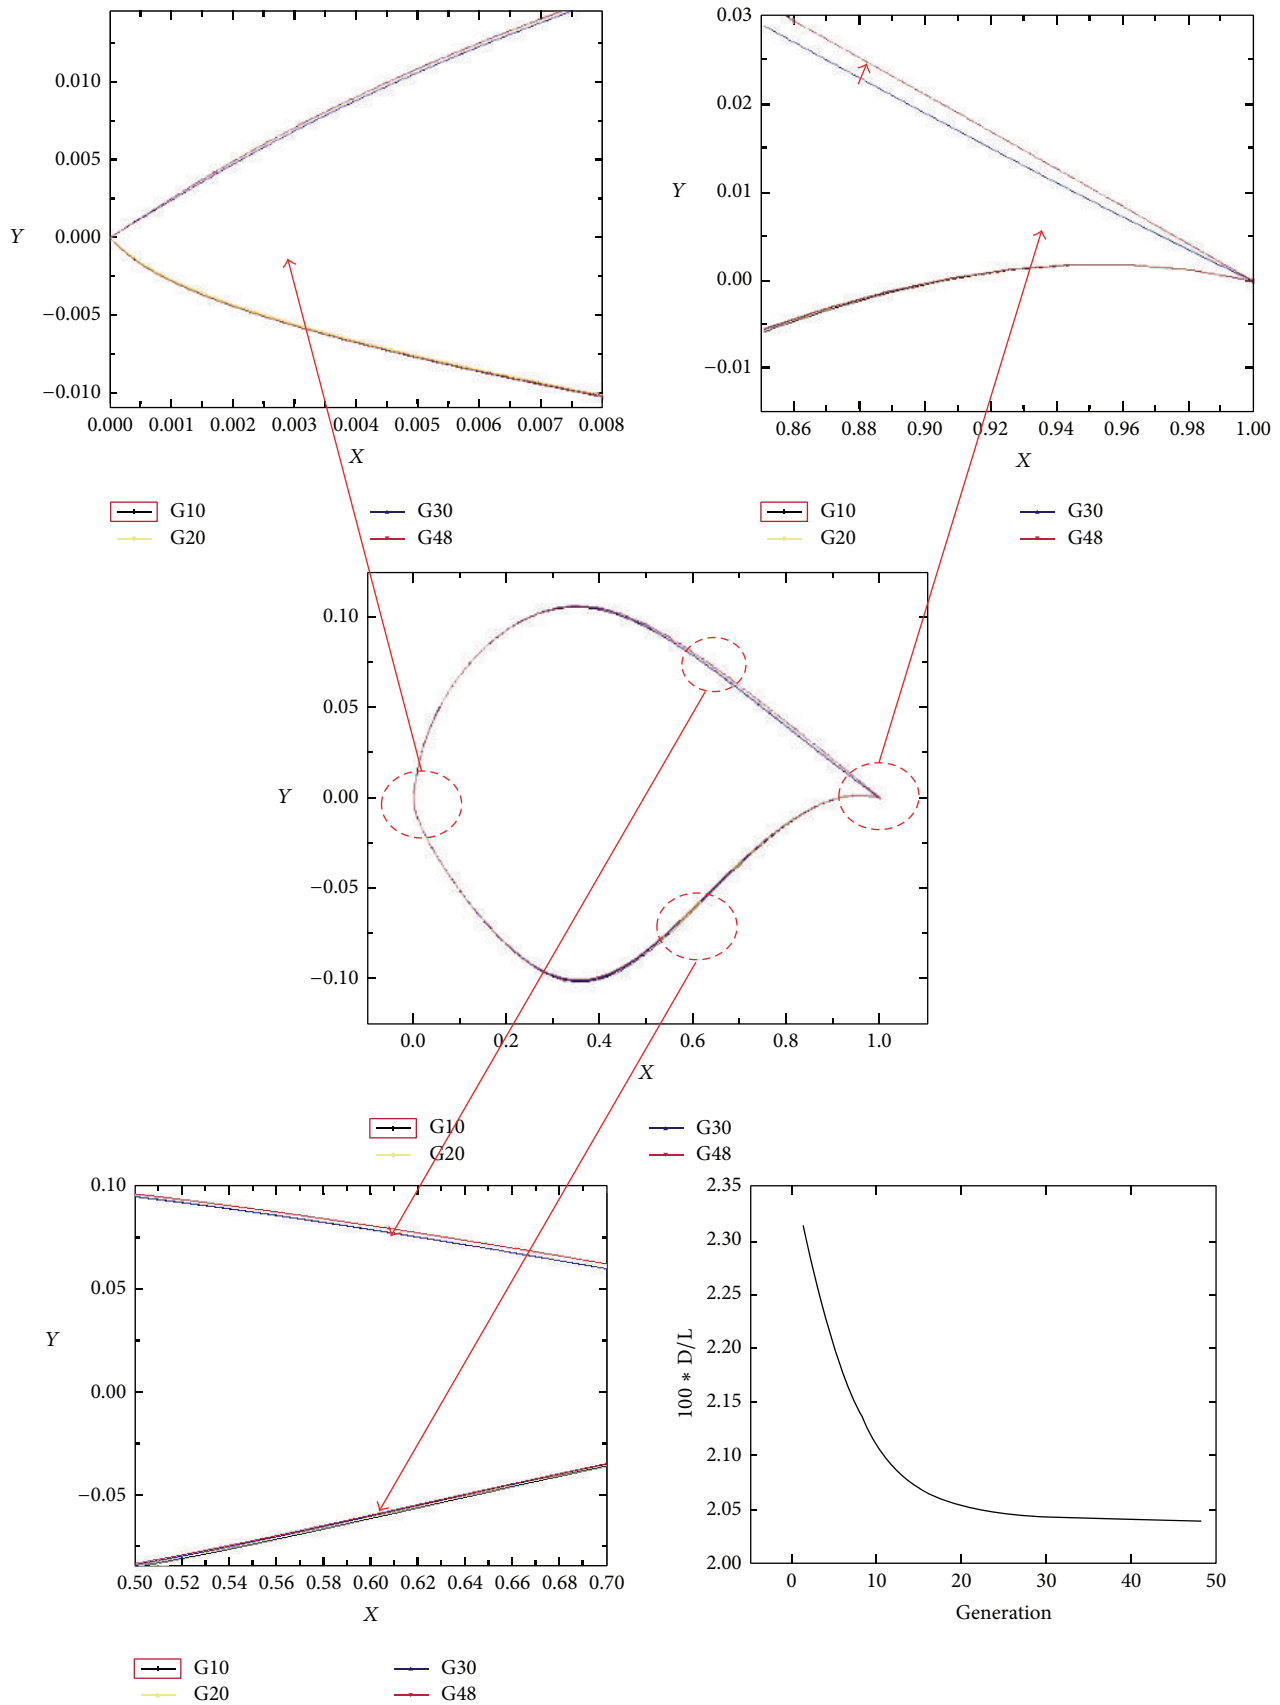 0.010
0.005
0.000
−0.005
−0.010
Y
0.000 0.001 0.002 0.003 0.004 0.005 0.006 0.007 0.008
X
G10 G30
G20 G48
0.03
0.02
0.01
0.00
−0.01
Y
0.86 0.88 0.90 0.92 0.94 0.96 0.98 1.00
X
G10 G30
G20 G48
0.10
0.05
0.00
−0.05
−0.10
Y
0.0 0.2 0.4 0.6 0.8 1.0
X
G10 G30
G20 G48
0.10
0.05
0.00
−0.05
Y
0.50 0.52 0.54 0.56 0.58 0.60 0.62 0.64 0.66 0.68 0.70
X
G10 G30
G20 G48
2.35
2.30
2.25
2.20
2.15
2.10
2.05
2.00
100 * D/L
0 10 20 30 40 50
Generation